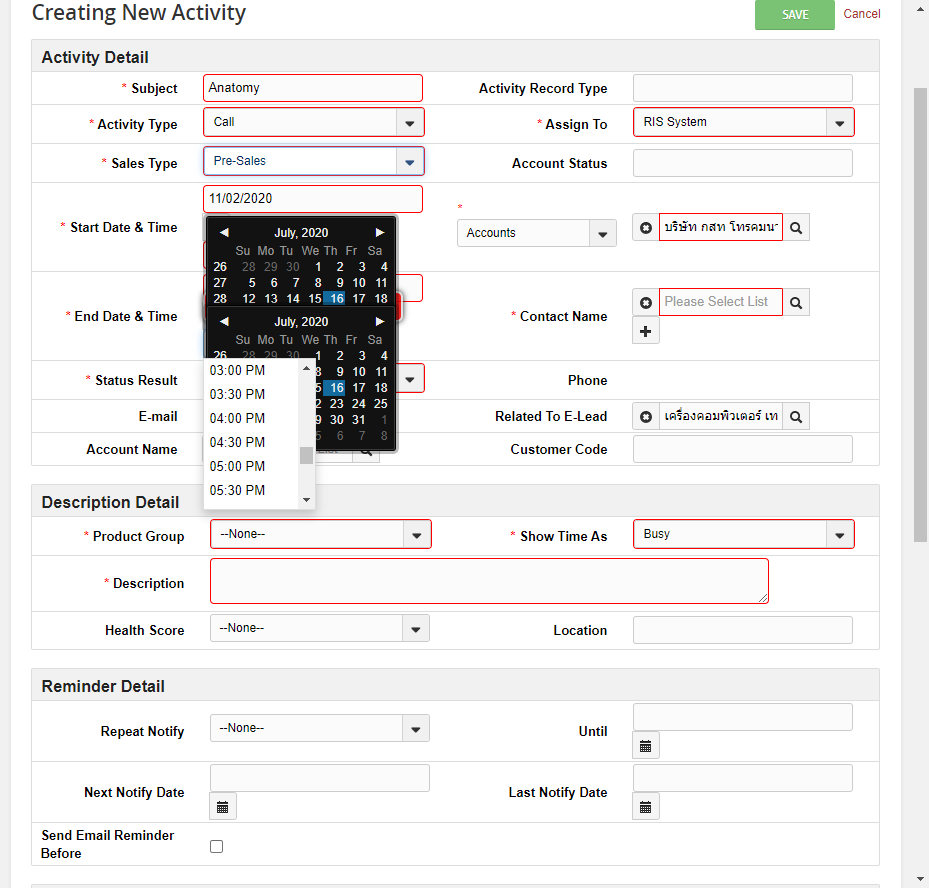 Creating New Activity
SAVE Cancel
Activity Detail
* Subject Anatomy Activity Record Type
* Activity Type Call * Assign To RIS System
* Sales Type Pre-Sales Account Status
11/02/2020
* Start Date & Time * Accounts บริษัท กสท โทรคมนา
July, 2020
Su Mo Tu We Th Fr Sa
26 28 29 30 1 2 3 4
27 5 6 7 8 9 10 11
28 12 13 14 15 16 17 18
* End Date & Time * Contact Name Please Select List
July, 2020
Su Mo Tu We Th Fr Sa
26 28 29 30 1 2 3 4
8 9 10 11
16 17 18
23 24 25
9 30 31 1
5 6 7 8
03:00 PM
03:30 PM
04:00 PM
04:30 PM
05:00 PM
05:30 PM
* Status Result Phone
E-mail Related To E-Lead เครื่องคอมพิวเตอร์ เท
Account Name Customer Code
Description Detail
* Product Group --None-- * Show Time As Busy
* Description
Health Score --None-- Location
Reminder Detail
Repeat Notify --None-- Until
Next Notify Date Last Notify Date
Send Email Reminder
Before